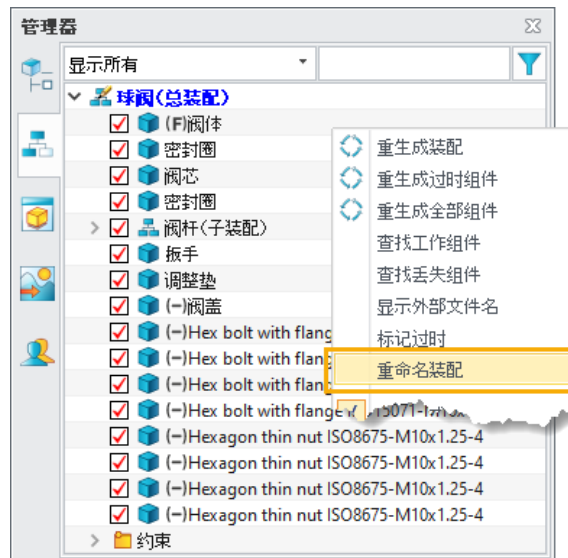 管理器
显示所有
球阀(总装配)
(F)阀体
密封圈
阀芯
密封圈
阀杆(子装配)
扳手
调整垫
(-)阀盖
(-)Hex bolt with flang
(-)Hex bolt with flang
(-)Hex bolt with flang
(-)Hex bolt with flange
(-)Hexagon thin nut ISO8675-M10x1.25-4
(-)Hexagon thin nut ISO8675-M10x1.25-4
(-)Hexagon thin nut ISO8675-M10x1.25-4
(-)Hexagon thin nut ISO8675-M10x1.25-4
约束
重生成装配
重生成过时组件
重生成全部组件
查找工作组件
查找丢失组件
显示外部文件名
标记过时
重命名装配